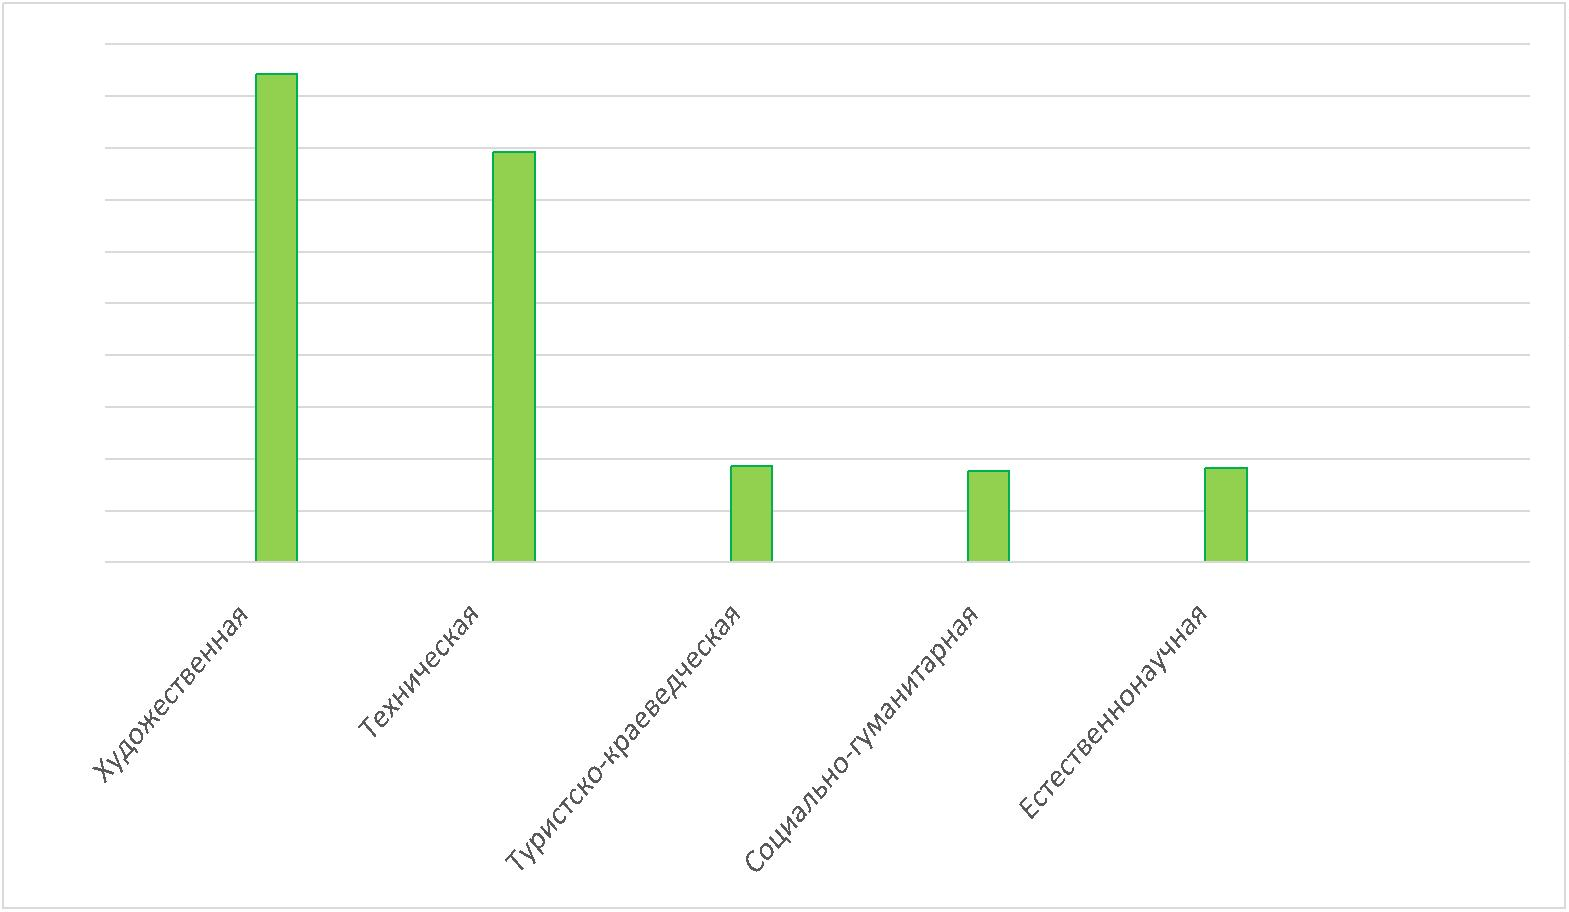 Художественная
Техническая
Туристско-краеведческая
Социально-гуманитарная
Естественнонаучная